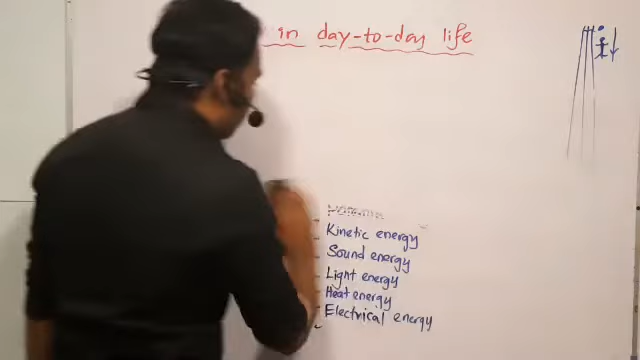 in day-to-day life
Kinetic energy
Sound energy
Light energy
Heat energy
Electrical energy